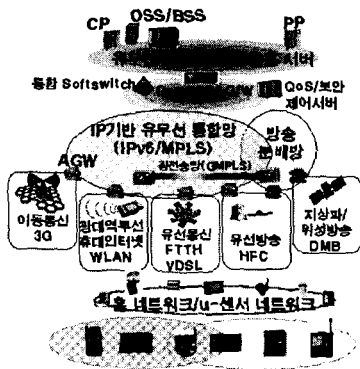 OSS/BSS
CP
PP
서버
통합 Softswitch
QoS/보안
제어서버
IP기반 유무선 통합망
(IPv6/MPLS)
방송
분배망
광전송망(GMPLS)
AGW
이동통신
3G
광대역무선
휴대인터넷
WLAN
유선통신
FTTH
VDSL
유선방송
HFC
지상파/
위성방송
DMB
홈 네트워크/u-센서 네트워크